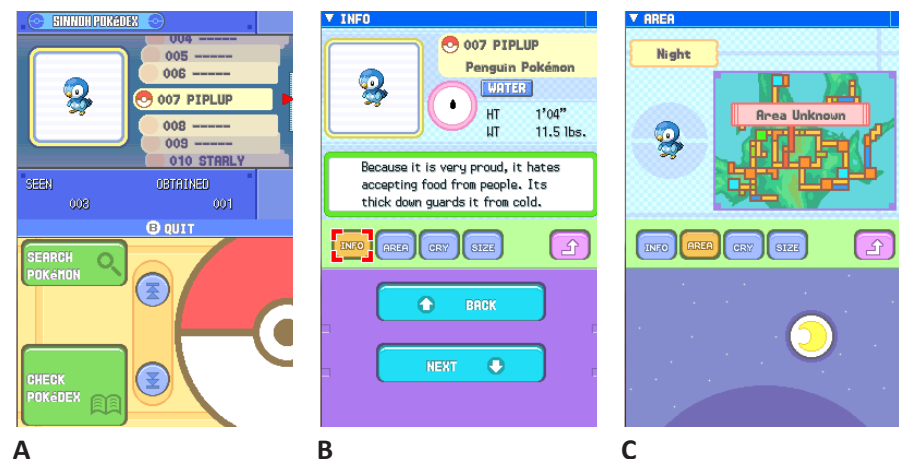 SINNOH POKéDEX
004 -----
005 -----
006 -----
007 PIPLUP
008 -----
009 -----
010 STARLY
SEEN
OBTAINED
003
001
B QUIT
SEARCH
POKéMON
CHECK
POKéDEX
A
INFO
007 PIPLUP
Penguin Pokémon
WATER
HT 1'04"
WT 11.5 lbs.
Because it is very proud, it hates
accepting food from people. Its
thick down guards it from cold.
INFO AREA CRY SIZE
BACK
NEXT
B
AREA
Night
Area Unknown
INFO AREA CRY SIZE
C